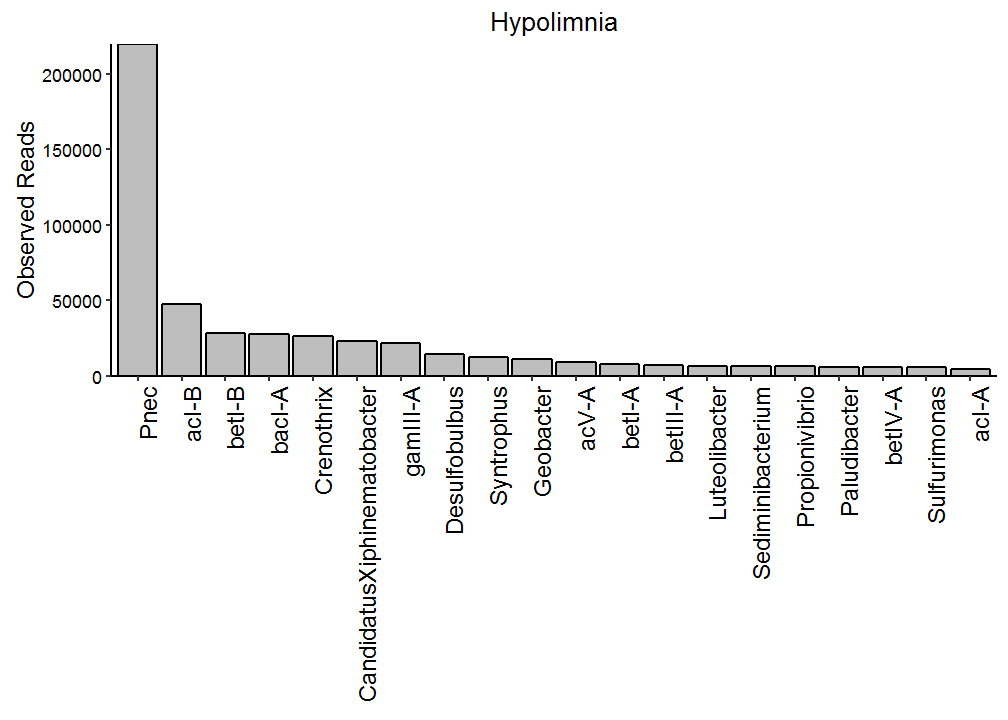 Hypolimnia
Observed Reads
200000
150000
100000
50000
0
Pnec
acI-B
betI-B
bacI-A
Crenothrix
CandidatusXiphinematobacter
gamIII-A
Desulfobulbus
Syntrophus
Geobacter
acV-A
betI-A
betIII-A
Luteolibacter
Sediminibacterium
Propionivibrio
Paludibacter
betIV-A
Sulfurimonas
acI-A